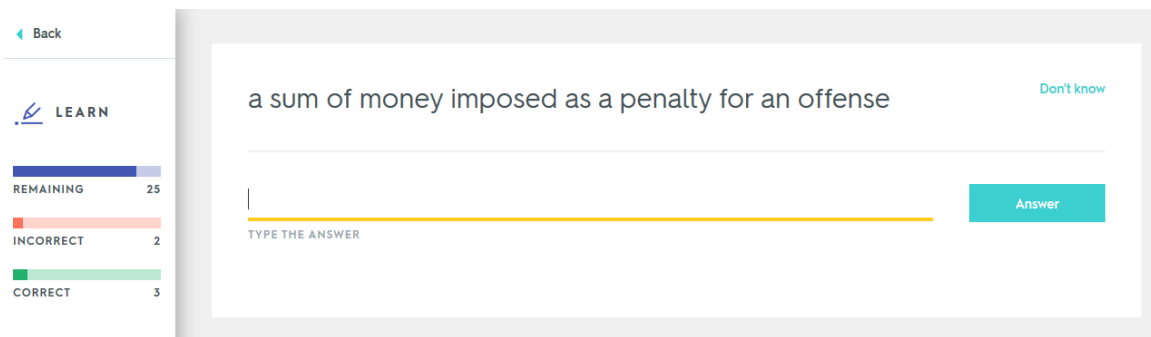 Back
LEARN
REMAINING 25
INCORRECT 2
CORRECT 3
a sum of money imposed as a penalty for an offense
Don't know
Answer
TYPE THE ANSWER